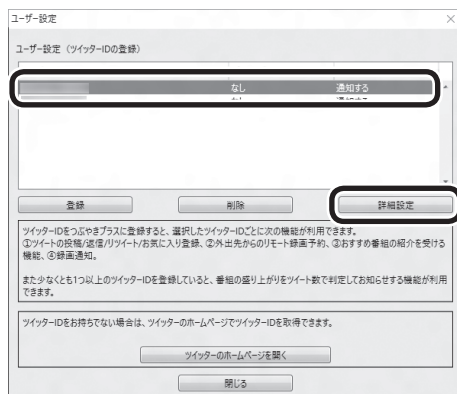 ユーザー設定
ユーザー設定（ツイッターIDの登録）
なし 通知する
登録 削除 詳細設定
ツイッターIDをつぶやきプラスに登録すると、選択したツイッターIDごとに次の機能が利用できます。
①ツイートの投稿/返信/リツイート/お気に入り登録、②外出先からのリモート録画予約、③おすすめ番組の紹介を受ける
機能、④録画通知。
また少なくとも1つ以上のツイッターIDを登録していると、番組の盛り上がりをツイート数で判定してお知らせする機能が利用
できます。
ツイッターIDをお持ちでない場合は、ツイッターのホームページでツイッターIDを取得できます。
ツイッターのホームページを開く
閉じる